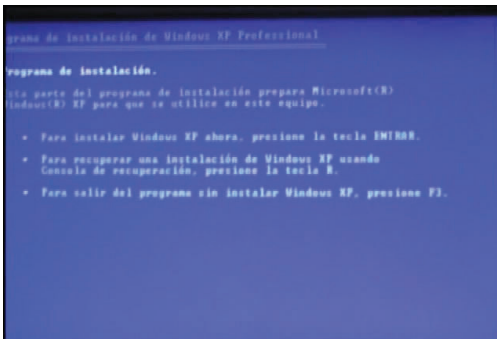 grama de instalación de Windows XP Professional
rograma de instalación.
sta parte del programa de instalación prepara Microsoft(R)
indows(R) XP para que se utilice en este equipo.
• Para instalar Windows XP ahora, presione la tecla ENTRAR.
• Para recuperar una instalación de Windows XP usando
Consola de recuperación, presione la tecla R.
• Para salir del programa sin instalar Windows XP, presione F3.